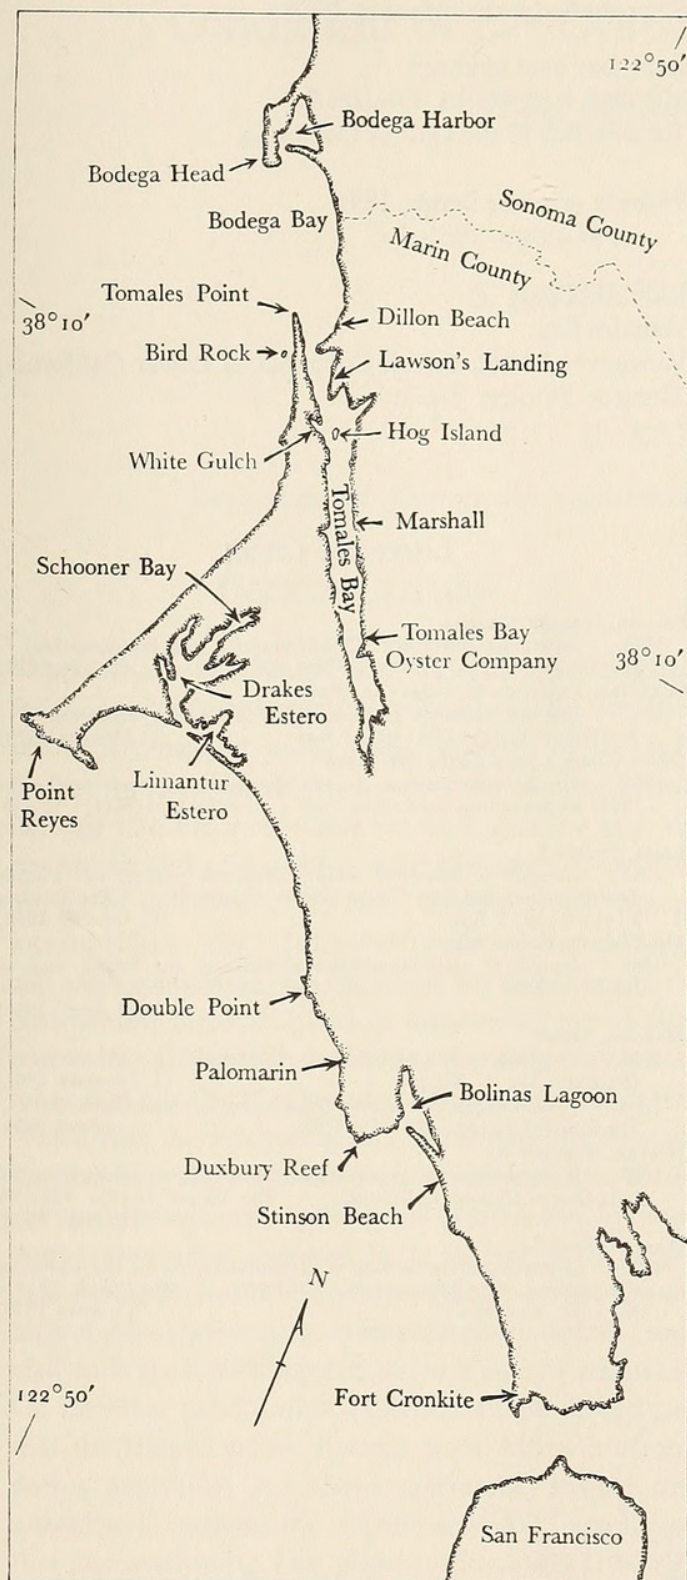 122°50′
Bodega Harbor
Bodega Head
Bodega Bay
Sonoma County
Marin County
Tomales Point
38°10′
Dillon Beach
Bird Rock
Lawson's Landing
Hog Island
White Gulch
Tomales Bay
Marshall
Schooner Bay
Tomales Bay
Oyster Company
38°10′
Drakes
Estero
Limantur
Estero
Point
Reyes
Double Point
Palomarin
Bolinas Lagoon
Duxbury Reef
Stinson Beach
N
122°50′
Fort Cronkite
San Francisco